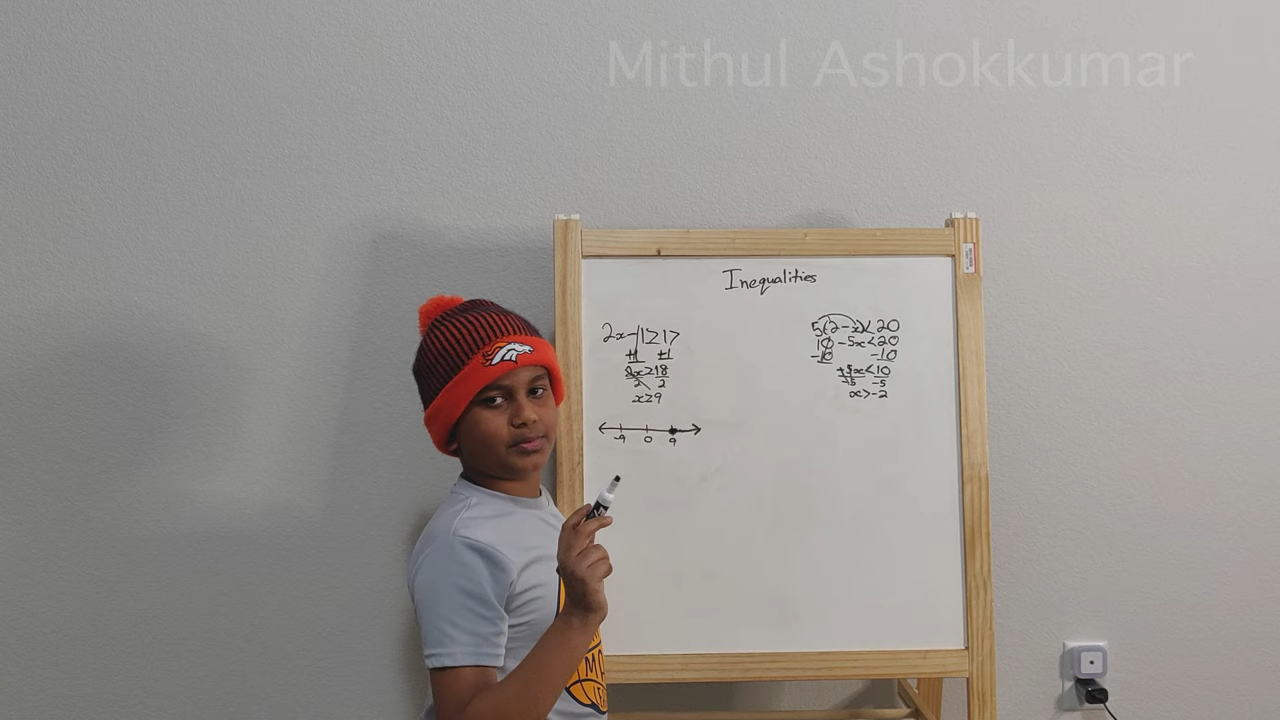 Mithul Ashokkumar
Inequalities
2x-1≥17
+1 +1
2x≥18
2 2
x≥9
-9 0 9
5(2-x)<20
10-5x<20
-10 -10
-5x<10
-5 -5
x>-2